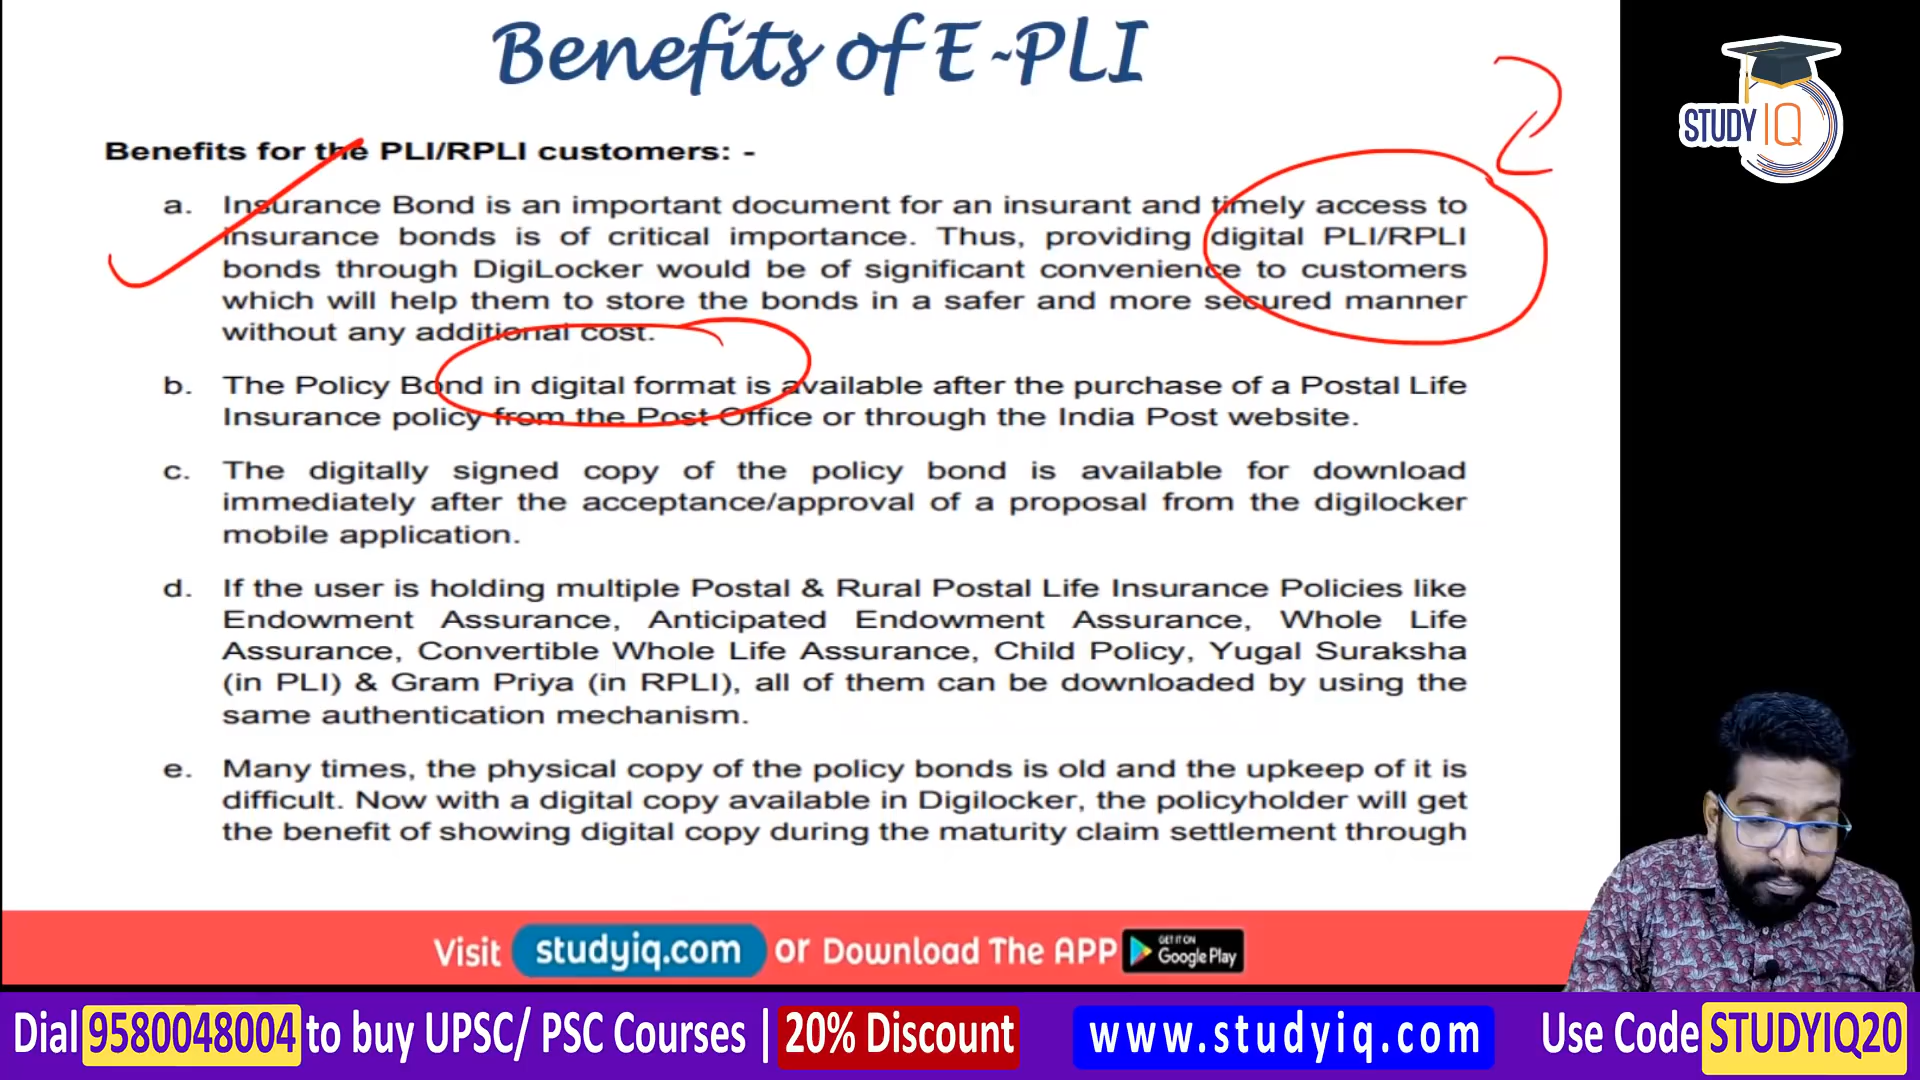 Benefits of E-PLI
STUDY IQ
Benefits for the PLI/RPLI customers: -
a. Insurance Bond is an important document for an insurant and timely access to
insurance bonds is of critical importance. Thus, providing digital PLI/RPLI
bonds through DigiLocker would be of significant convenience to customers
which will help them to store the bonds in a safer and more secured manner
without any additional cost.
b. The Policy Bond in digital format is available after the purchase of a Postal Life
Insurance policy from the Post Office or through the India Post website.
c. The digitally signed copy of the policy bond is available for download
immediately after the acceptance/approval of a proposal from the digilocker
mobile application.
d. If the user is holding multiple Postal & Rural Postal Life Insurance Policies like
Endowment Assurance, Anticipated Endowment Assurance, Whole Life
Assurance, Convertible Whole Life Assurance, Child Policy, Yugal Suraksha
(in PLI) & Gram Priya (in RPLI), all of them can be downloaded by using the
same authentication mechanism.
e. Many times, the physical copy of the policy bonds is old and the upkeep of it is
difficult. Now with a digital copy available in Digilocker, the policyholder will get
the benefit of showing digital copy during the maturity claim settlement through
Visit studyiq.com or Download The APP GET IT ON Google Play
Dial 9580048004 to buy UPSC/ PSC Courses | 20% Discount www.studyiq.com Use Code STUDYIQ20